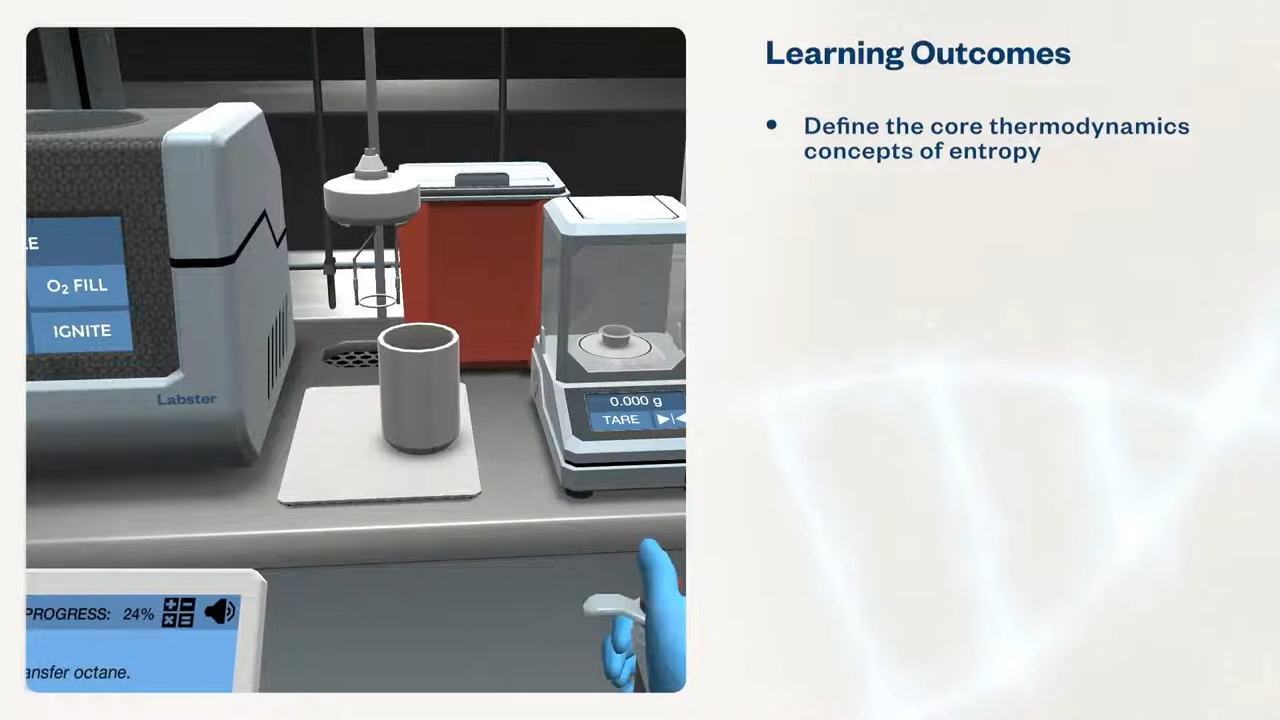 Learning Outcomes
• Define the core thermodynamics
concepts of entropy
O₂ FILL
IGNITE
Labster
0.000 g
TARE
PROGRESS: 24%
octane.